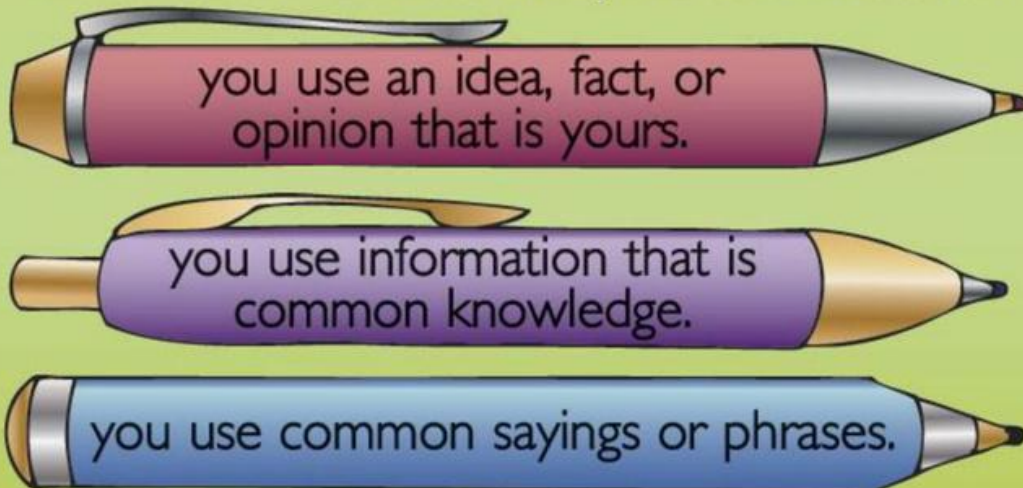 you use an idea, fact, or
opinion that is yours.
you use information that is
common knowledge.
you use common sayings or phrases.